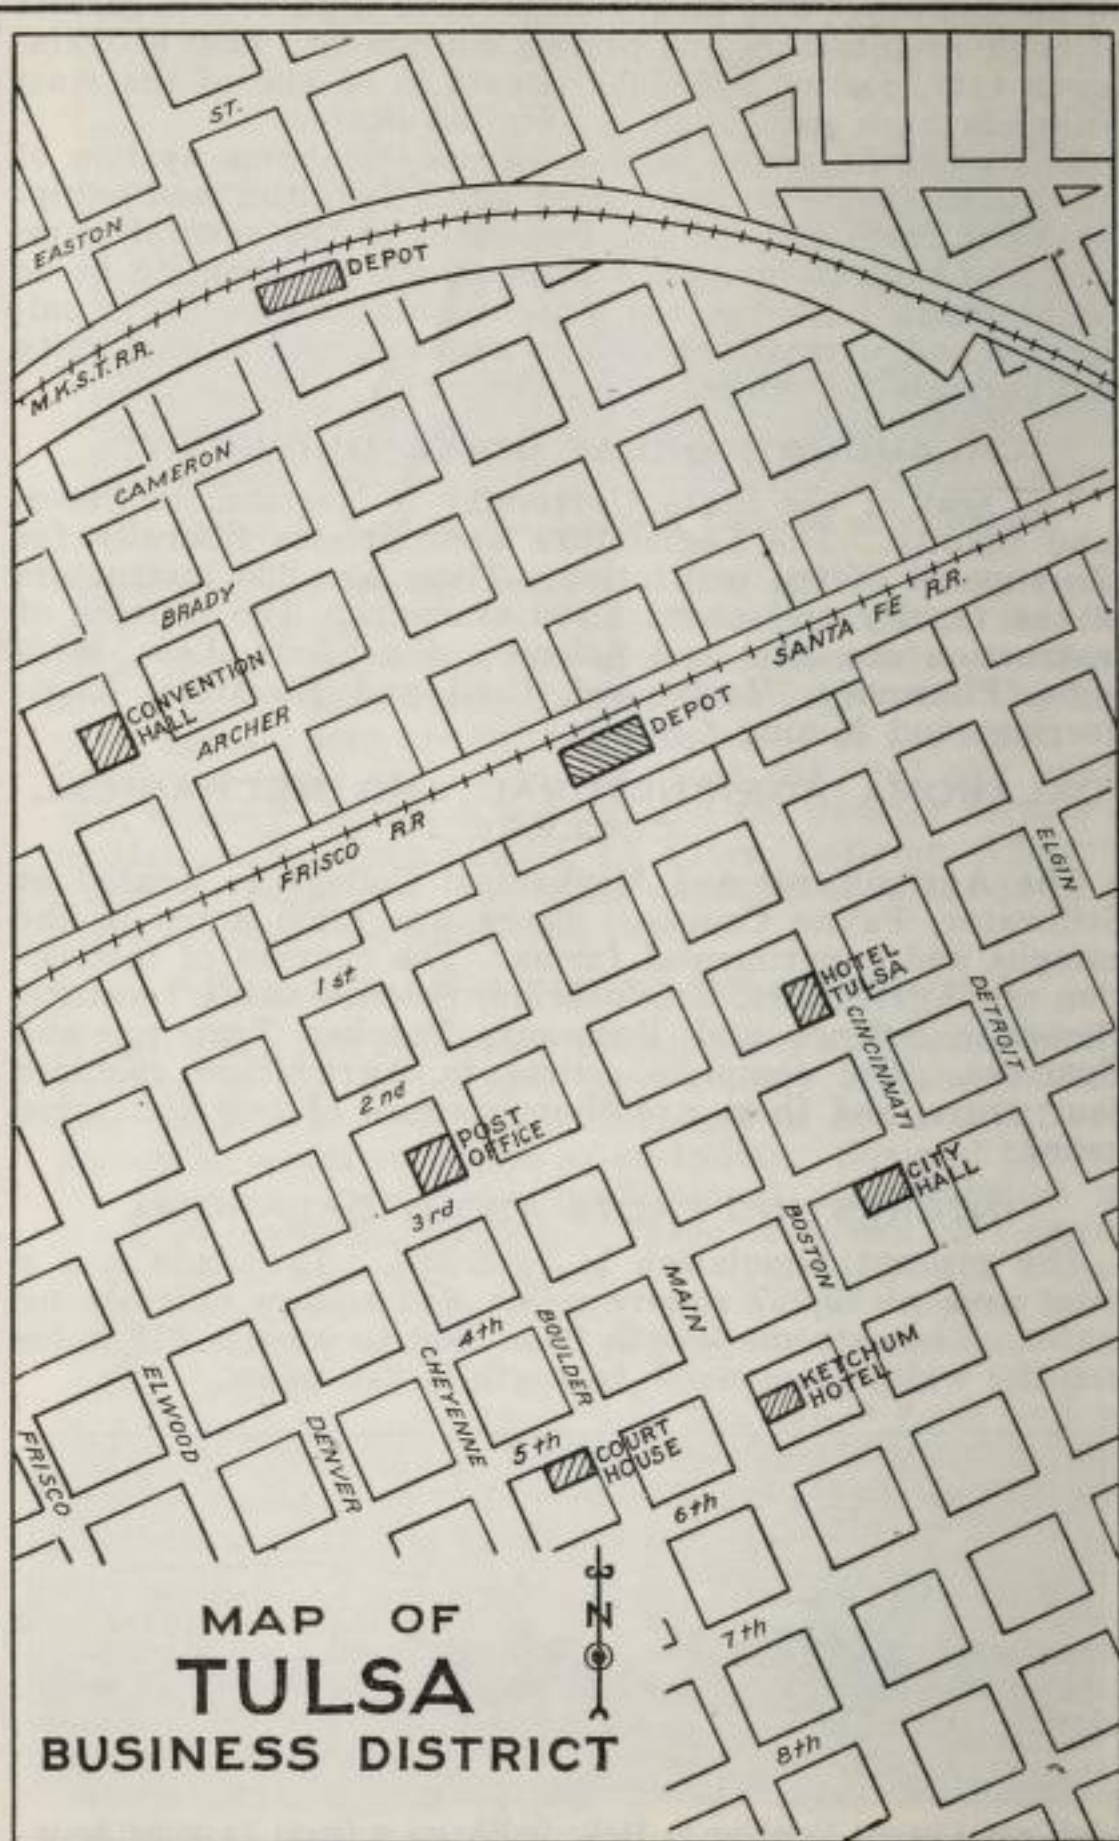 ST.
EASTON
DEPOT
M.K.S.T. R.R.
CAMERON
BRADY
CONVENTION
HALL
ARCHER
SANTA FE R.R.
DEPOT
FRISCO R.R
ELGIN
1st
HOTEL
TULSA
DETROIT
CINCINNATI
2nd
POST
OFFICE
CITY
HALL
3rd
BOSTON
MAIN
4th
BOULDER
CHEYENNE
KETCHUM
HOTEL
ELWOOD
DENVER
FRISCO
5th
COURT
HOUSE
6th
N
7th
8th
MAP OF
TULSA
BUSINESS DISTRICT